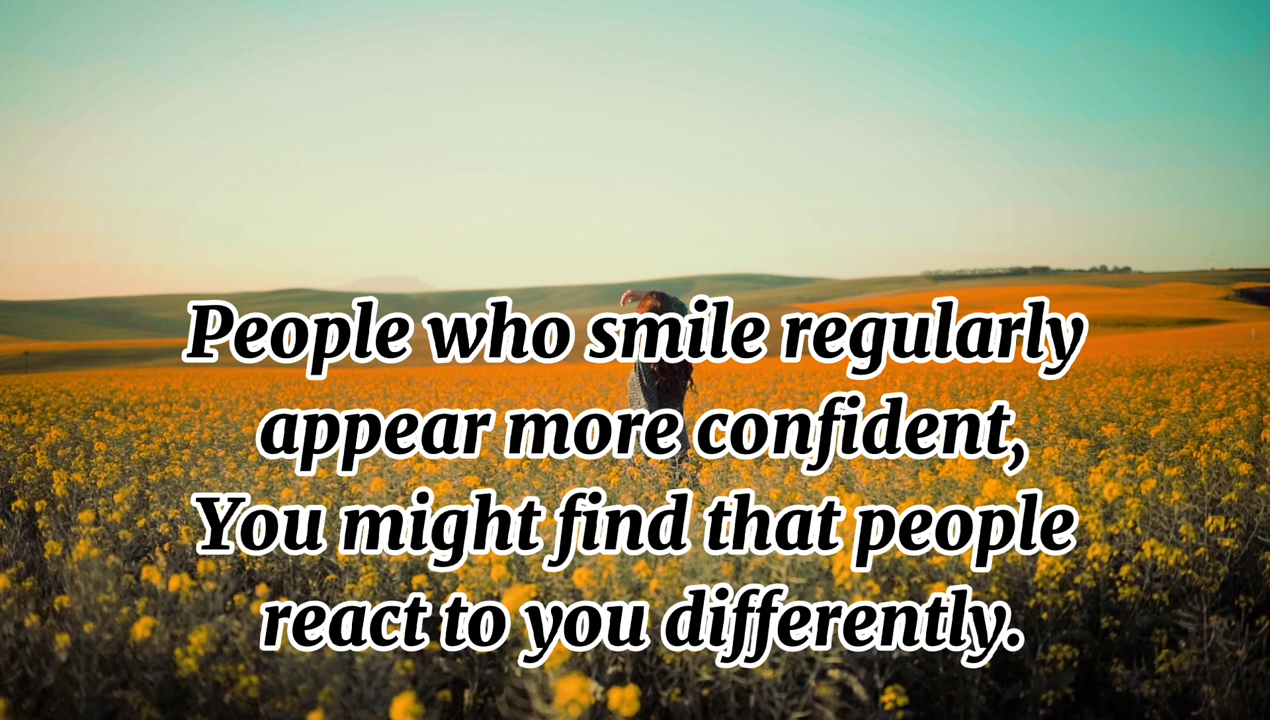 People who smile regularly
appear more confident,
You might find that people
react to you differently.